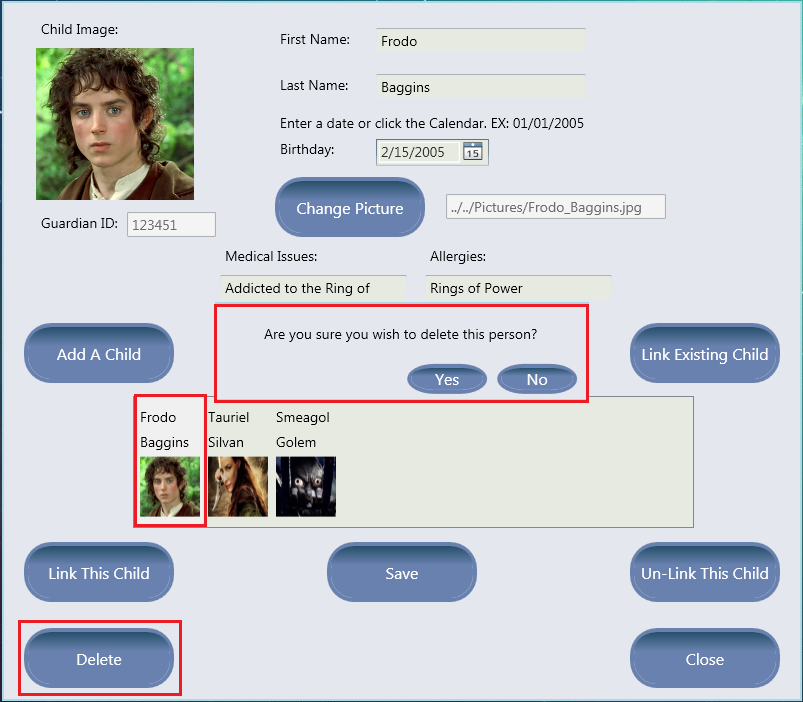 Child Image:
First Name:
Frodo
Last Name:
Baggins
Enter a date or click the Calendar. EX: 01/01/2005
Birthday:
2/15/2005
15
Change Picture
../../Pictures/Frodo_Baggins.jpg
Guardian ID:
123451
Medical Issues:
Allergies:
Addicted to the Ring of
Rings of Power
Add A Child
Are you sure you wish to delete this person?
Yes
No
Link Existing Child
Frodo
Baggins
Tauriel
Silvan
Smeagol
Golem
Link This Child
Save
Un-Link This Child
Delete
Close